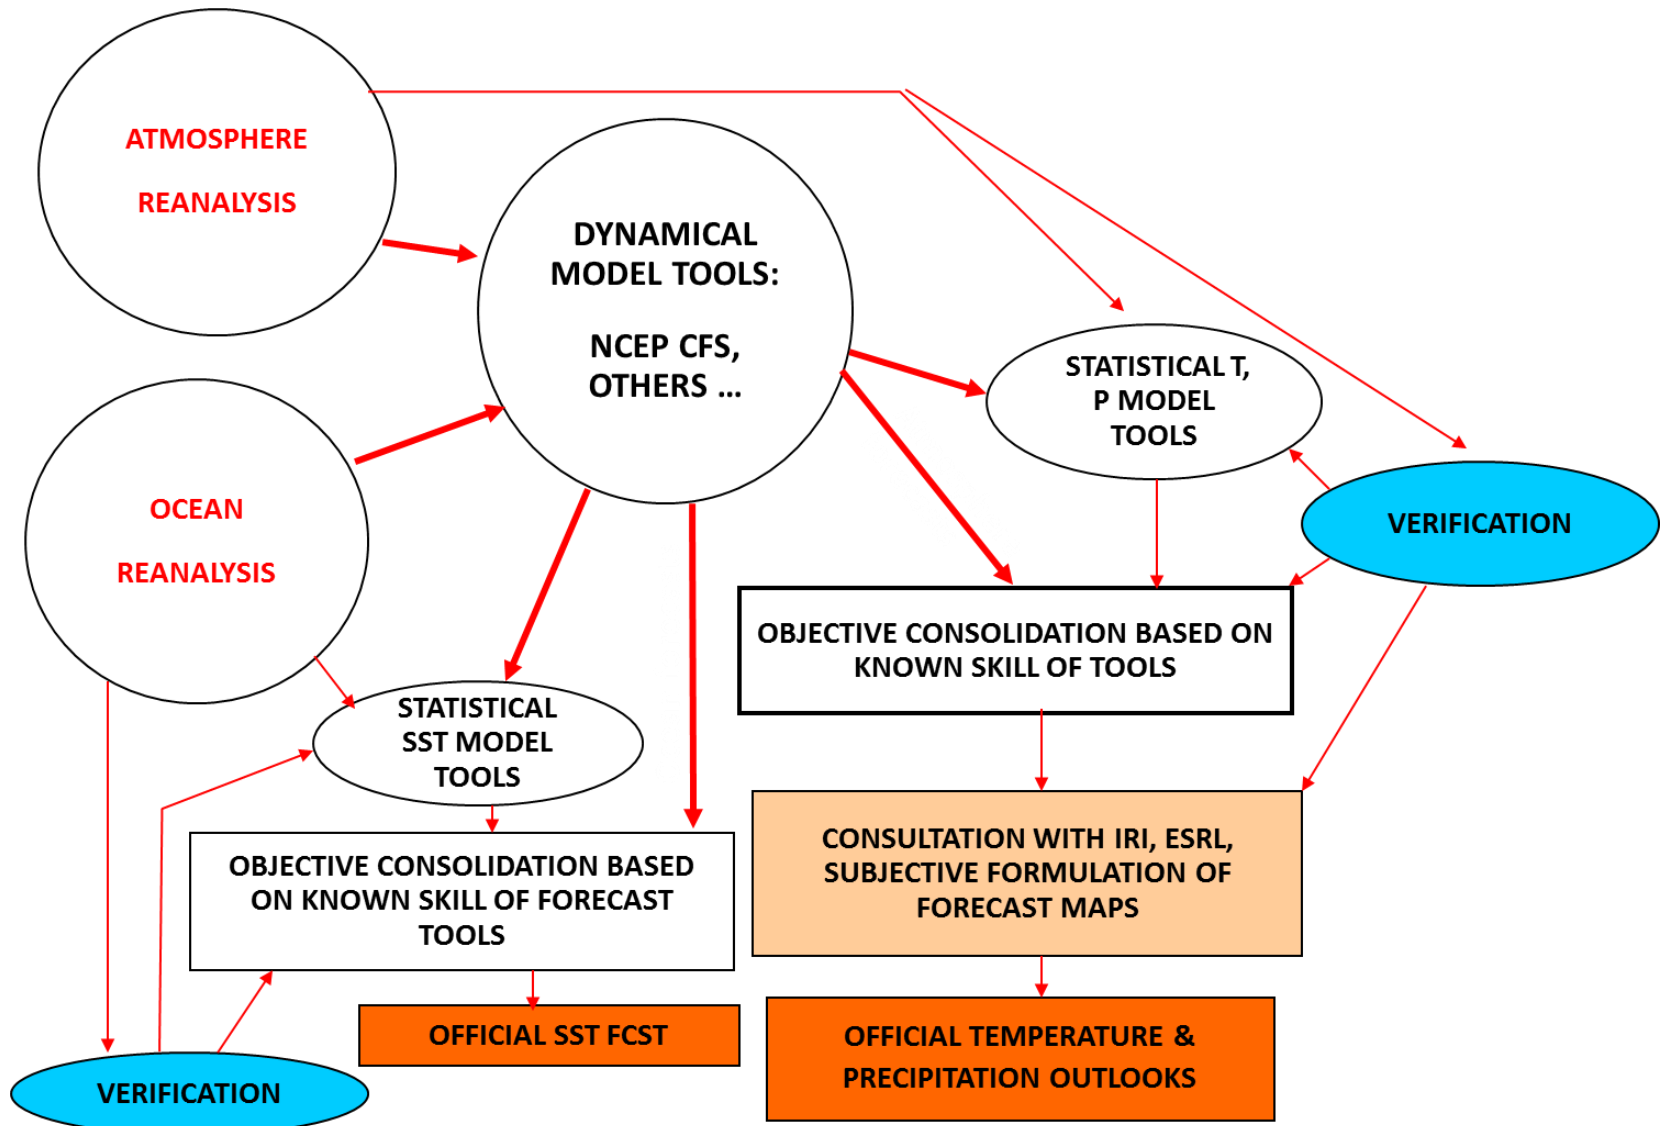 ATMOSPHERE
REANALYSIS
DYNAMICAL
MODEL TOOLS:
NCEP CFS,
OTHERS ...
STATISTICAL T,
P MODEL
TOOLS
OCEAN
REANALYSIS
VERIFICATION
OBJECTIVE CONSOLIDATION BASED ON
KNOWN SKILL OF TOOLS
STATISTICAL
SST MODEL
TOOLS
OBJECTIVE CONSOLIDATION BASED
ON KNOWN SKILL OF FORECAST
TOOLS
CONSULTATION WITH IRI, ESRL,
SUBJECTIVE FORMULATION OF
FORECAST MAPS
OFFICIAL SST FCST
OFFICIAL TEMPERATURE &
PRECIPITATION OUTLOOKS
VERIFICATION